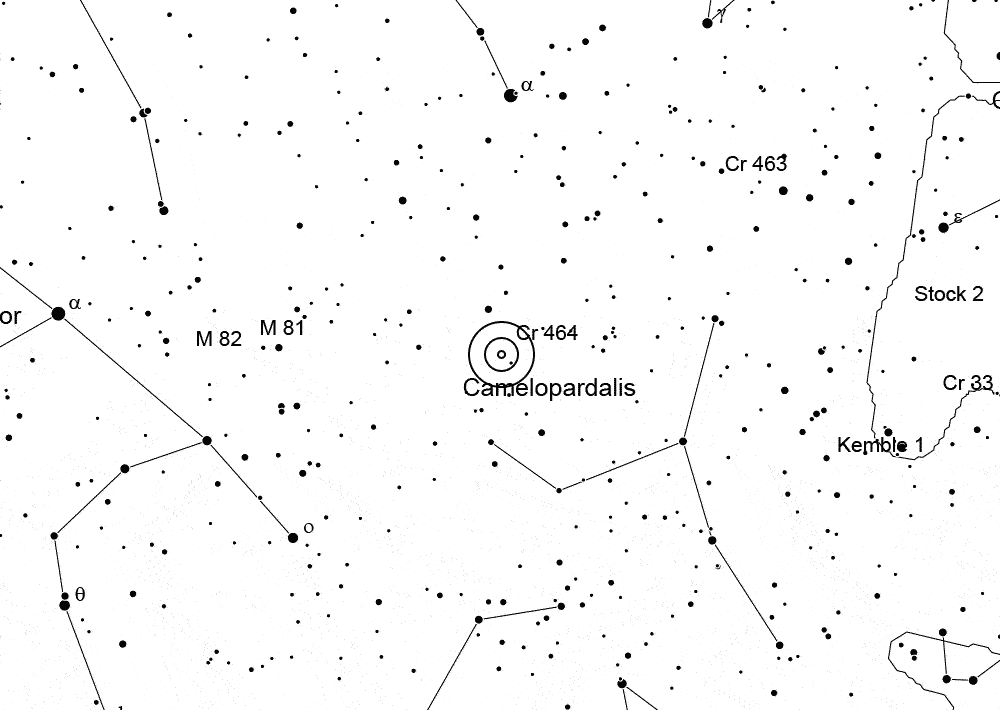 γ
α
Cr 463
ε
Stock 2
α
or
M 82
M 81
Cr 464
Camelopardalis
Cr 33
Kemble 1
ο
θ